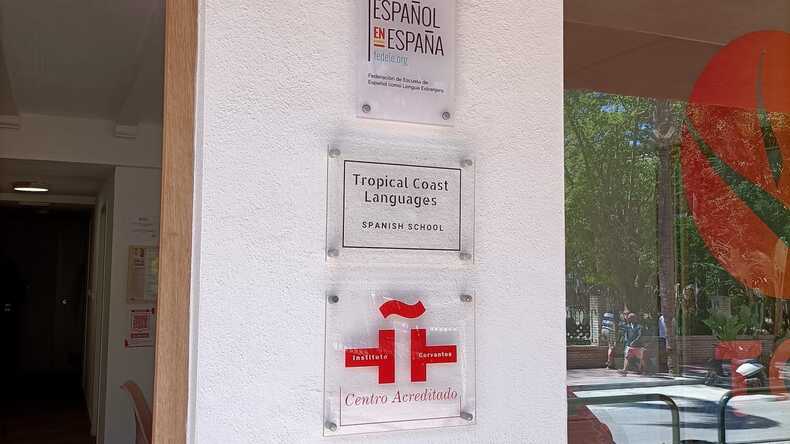 ESPAÑOL
EN ESPAÑA
fedele.org
Federación de Escuelas de
Español como Lengua Extranjera
Tropical Coast
Languages
SPANISH SCHOOL
Instituto Cervantes
Centro Acreditado